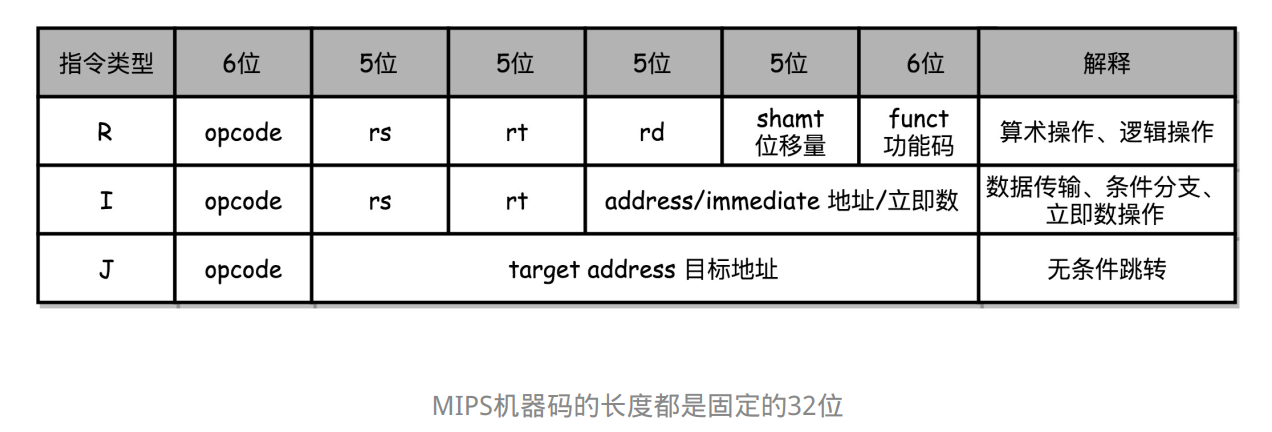 指令类型 6位 5位 5位 5位 5位 6位 解释
R opcode rs rt rd shamt 位移量 funct 功能码 算术操作、逻辑操作
I opcode rs rt address/immediate 地址/立即数 数据传输、条件分支、立即数操作
J opcode target address 目标地址 无条件跳转
MIPS机器码的长度都是固定的32位